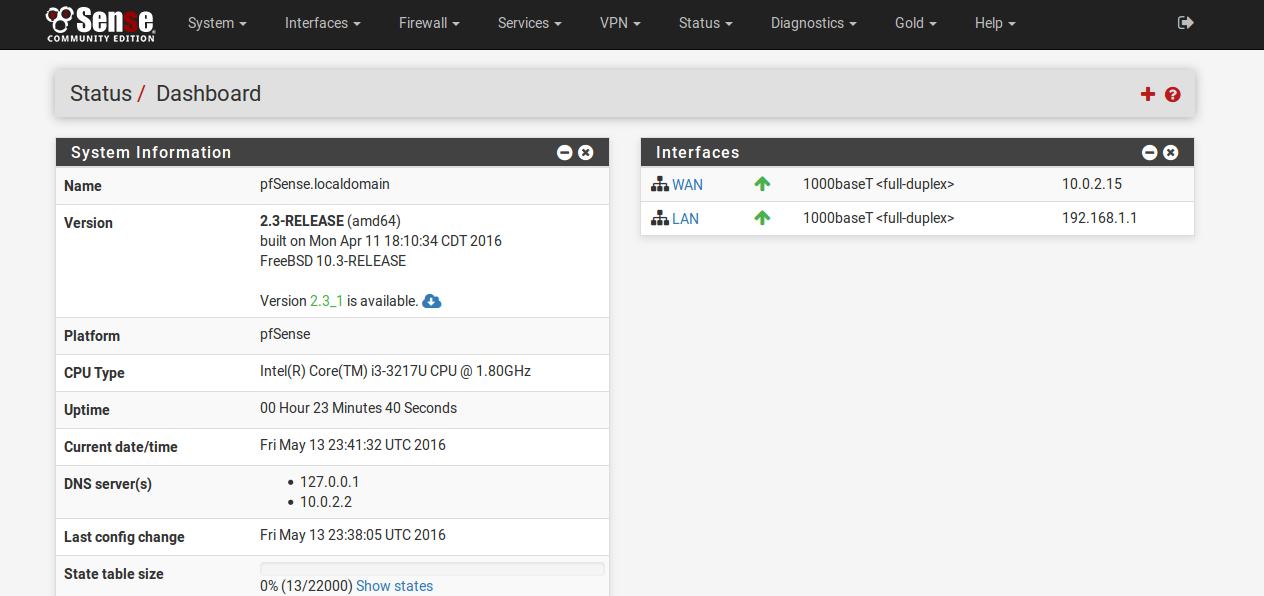 Sense
COMMUNITY EDITION
System Interfaces Firewall Services VPN Status Diagnostics Gold Help
Status / Dashboard
System Information
Name pfSense.localdomain
Version 2.3-RELEASE (amd64)
built on Mon Apr 11 18:10:34 CDT 2016
FreeBSD 10.3-RELEASE
Version 2.3_1 is available.
Platform pfSense
CPU Type Intel(R) Core(TM) i3-3217U CPU @ 1.80GHz
Uptime 00 Hour 23 Minutes 40 Seconds
Current date/time Fri May 13 23:41:32 UTC 2016
DNS server(s) • 127.0.0.1
• 10.0.2.2
Last config change Fri May 13 23:38:05 UTC 2016
State table size
0% (13/22000) Show states
Interfaces
WAN 1000baseT <full-duplex> 10.0.2.15
LAN 1000baseT <full-duplex> 192.168.1.1